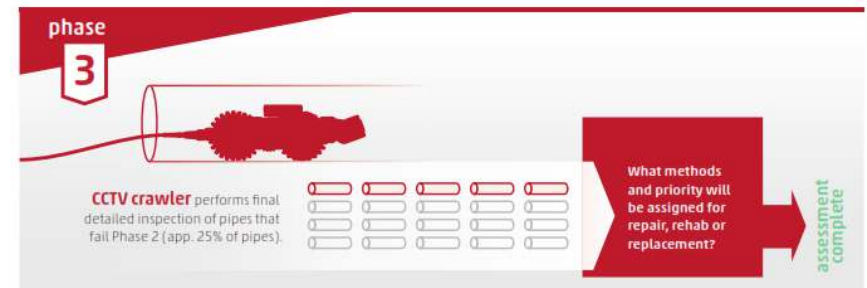 phase
3
CCTV crawler performs final
detailed inspection of pipes that
fail Phase 2 (app. 25% of pipes).
What methods
and priority will
be assigned for
repair, rehab or
replacement?
assessment
complete